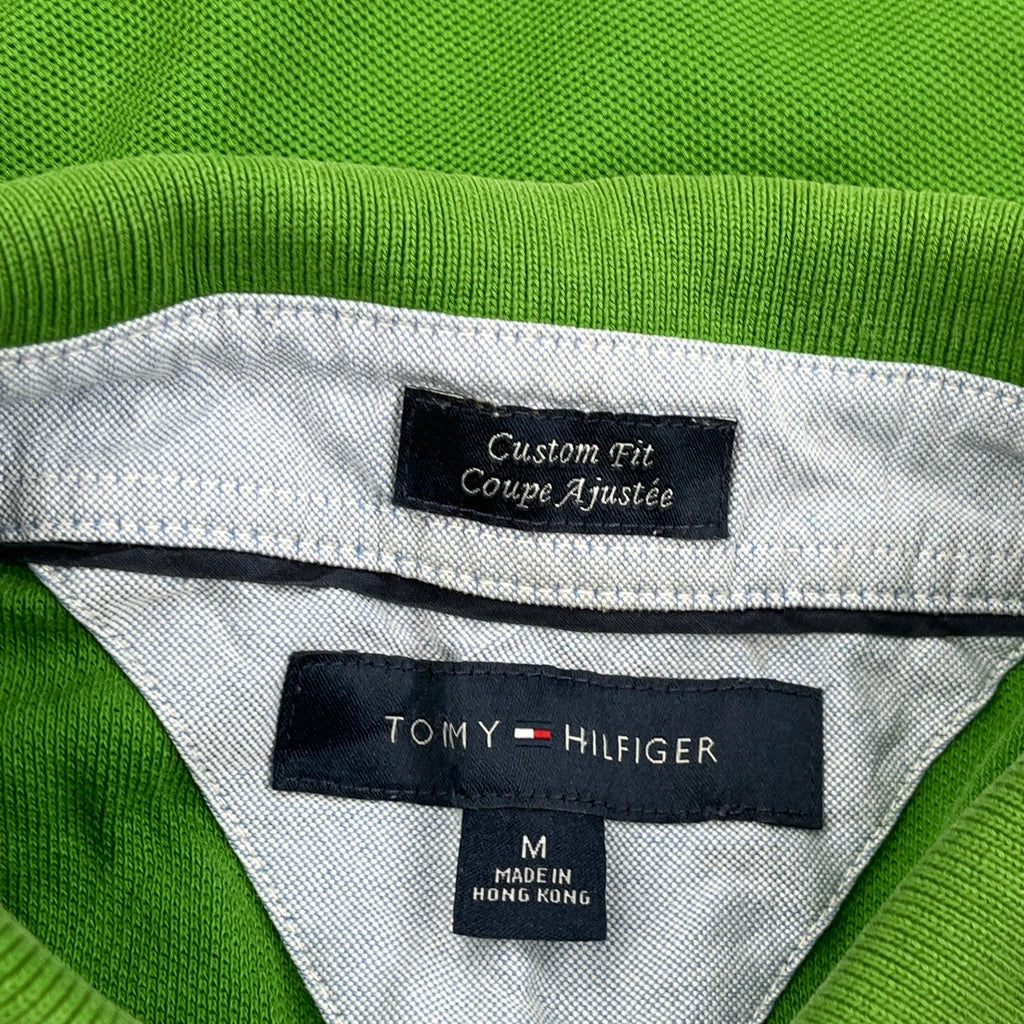 Custom Fit
Coupe Ajustée
TOMMY HILFIGER
M
MADE IN
HONG KONG